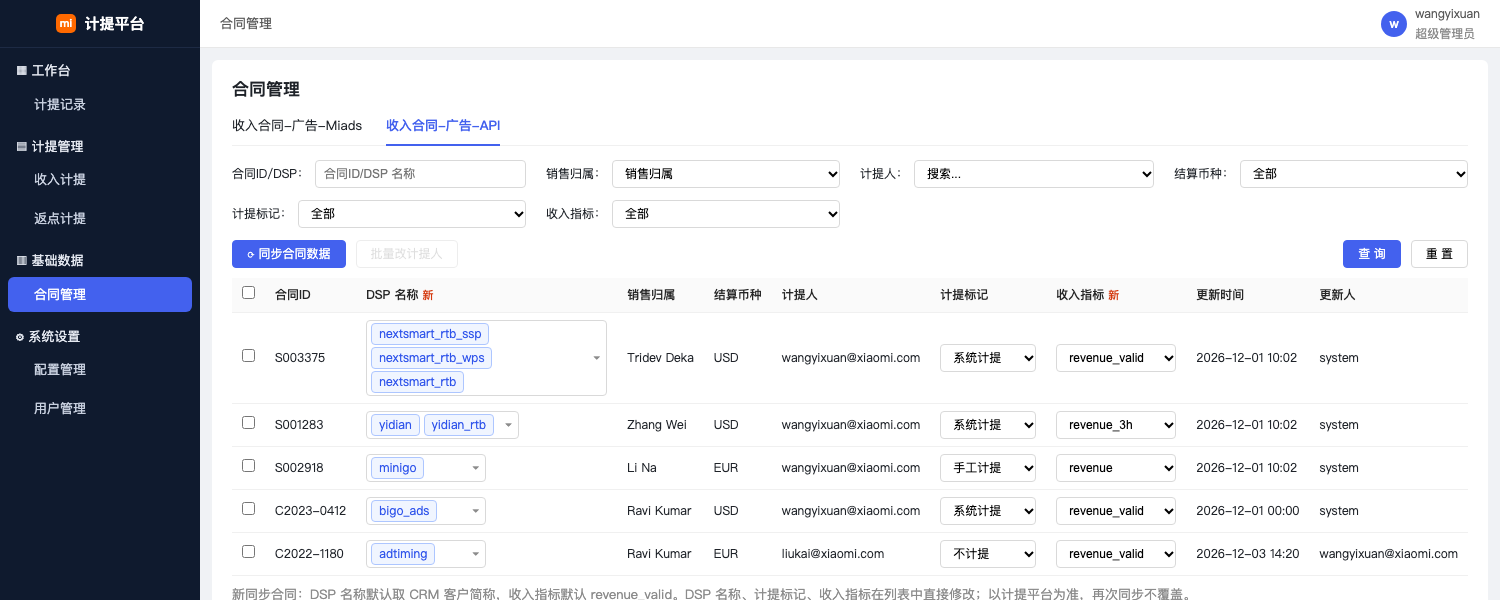 mi 计提平台
合同管理
w
wangyixuan
超级管理员
工作台
计提记录
计提管理
收入计提
返点计提
基础数据
合同管理
系统设置
配置管理
用户管理
合同管理
收入合同-广告-Miads 收入合同-广告-API
合同ID/DSP: 合同ID/DSP 名称 销售归属: 销售归属 计提人: 搜索... 结算币种: 全部
计提标记: 全部 收入指标: 全部
同步合同数据 批量改计提人 查 询 重 置
合同ID DSP 名称 新 销售归属 结算币种 计提人 计提标记 收入指标 新 更新时间 更新人
S003375 nextsmart_rtb_ssp nextsmart_rtb_wps nextsmart_rtb Tridev Deka USD wangyixuan@xiaomi.com 系统计提 revenue_valid 2026-12-01 10:02 system
S001283 yidian yidian_rtb Zhang Wei USD wangyixuan@xiaomi.com 系统计提 revenue_3h 2026-12-01 10:02 system
S002918 minigo Li Na EUR wangyixuan@xiaomi.com 手工计提 revenue 2026-12-01 10:02 system
C2023-0412 bigo_ads Ravi Kumar USD wangyixuan@xiaomi.com 系统计提 revenue_valid 2026-12-01 00:00 system
C2022-1180 adtiming Ravi Kumar EUR liukai@xiaomi.com 不计提 revenue_valid 2026-12-03 14:20 wangyixuan@xiaomi.com
新同步合同：DSP 名称默认取 CRM 客户简称，收入指标默认 revenue_valid。DSP 名称、计提标记、收入指标在列表中直接修改；以计提平台为准，再次同步不覆盖。